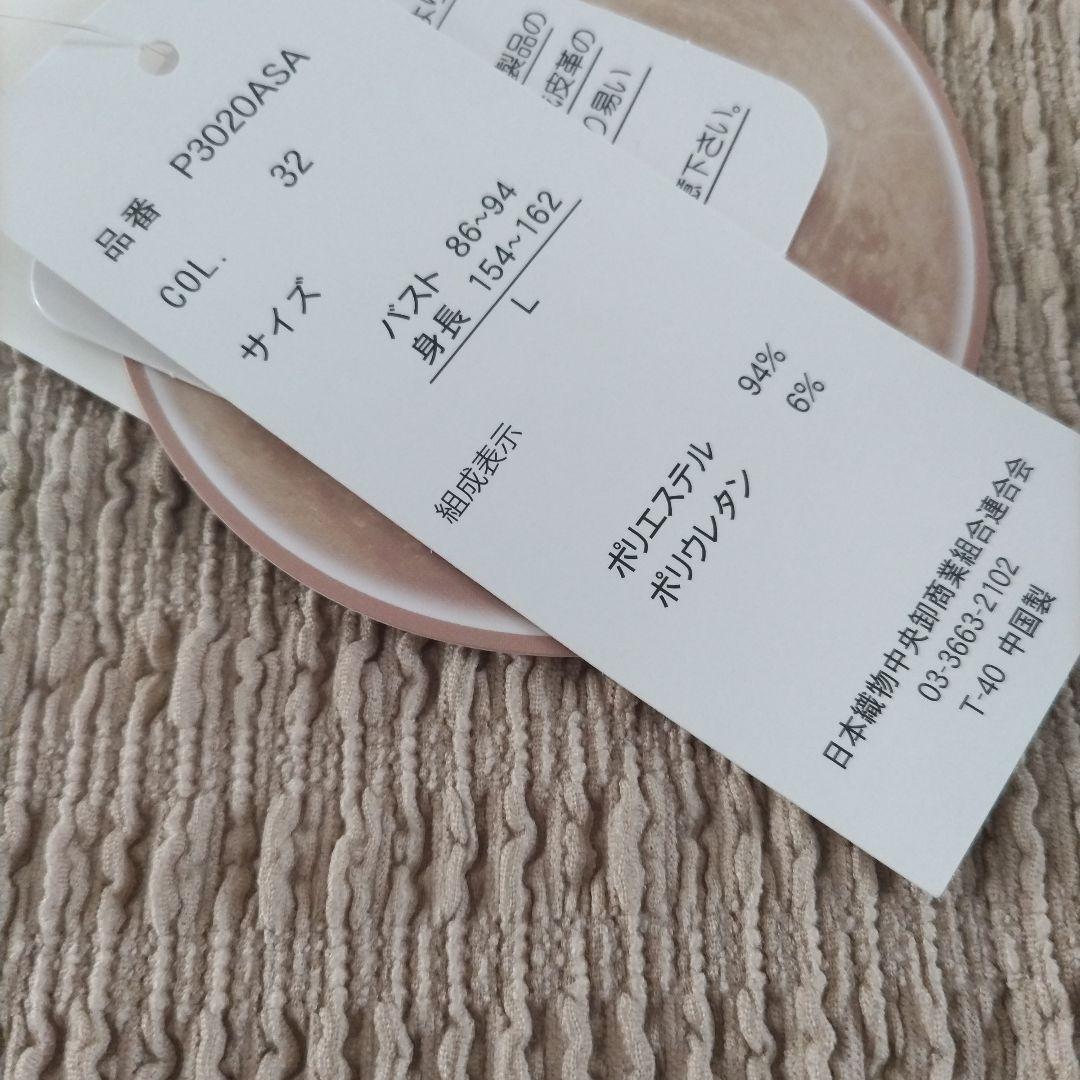 品番 P3020ASA
COL. 32
サイズ
バスト 86~94
身長 154~162
L
組成表示
ポリエステル 94%
ポリウレタン 6%
日本織物中央卸商業組合連合会
03-3663-2102
T-40 中国製
製品の
皮革の
易い
下さい。